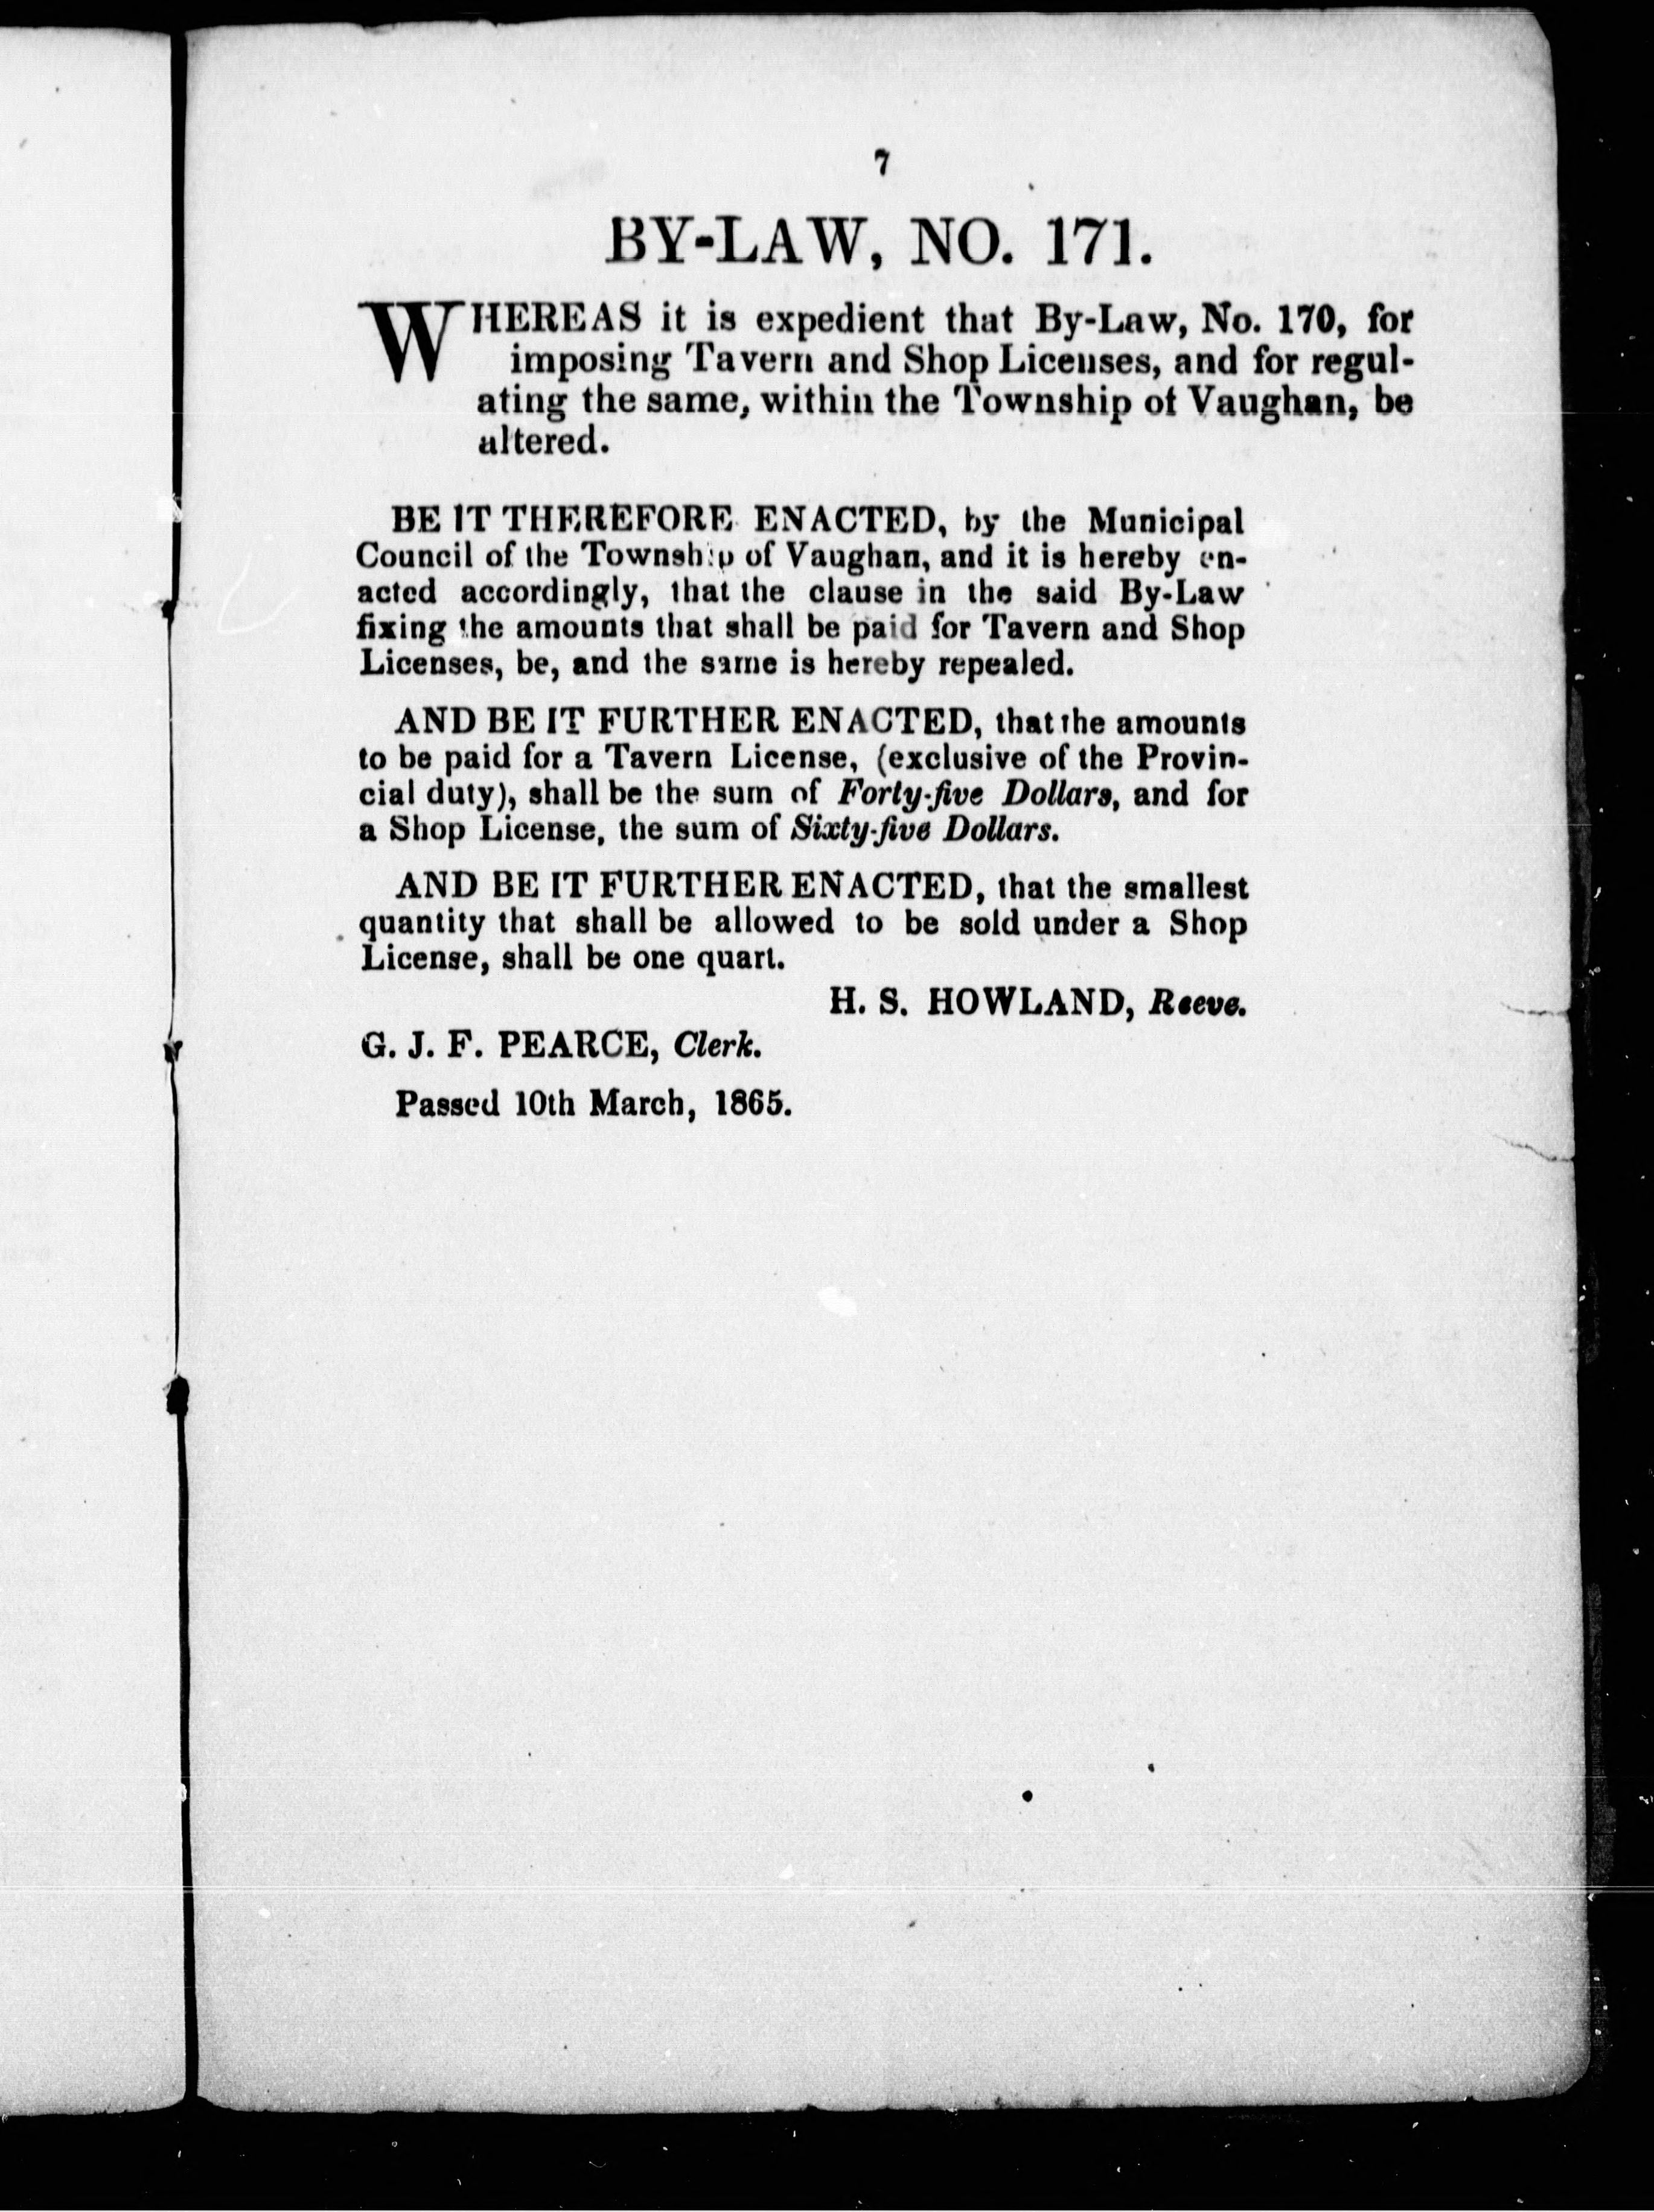 7
BY-LAW, NO. 171.
WHEREAS it is expedient that By-Law, No. 170, for
imposing Tavern and Shop Licenses, and for regul-
ating the same, within the Township of Vaughan, be
altered.
BE IT THEREFORE ENACTED, by the Municipal
Council of the Township of Vaughan, and it is hereby en-
acted accordingly, that the clause in the said By-Law
fixing the amounts that shall be paid for Tavern and Shop
Licenses, be, and the same is hereby repealed.
AND BE IT FURTHER ENACTED, that the amounts
to be paid for a Tavern License, (exclusive of the Provin-
cial duty), shall be the sum of Forty-five Dollars, and for
a Shop License, the sum of Sixty-five Dollars.
AND BE IT FURTHER ENACTED, that the smallest
quantity that shall be allowed to be sold under a Shop
License, shall be one quart.
H. S. HOWLAND, Reeve.
G. J. F. PEARCE, Clerk.
Passed 10th March, 1865.